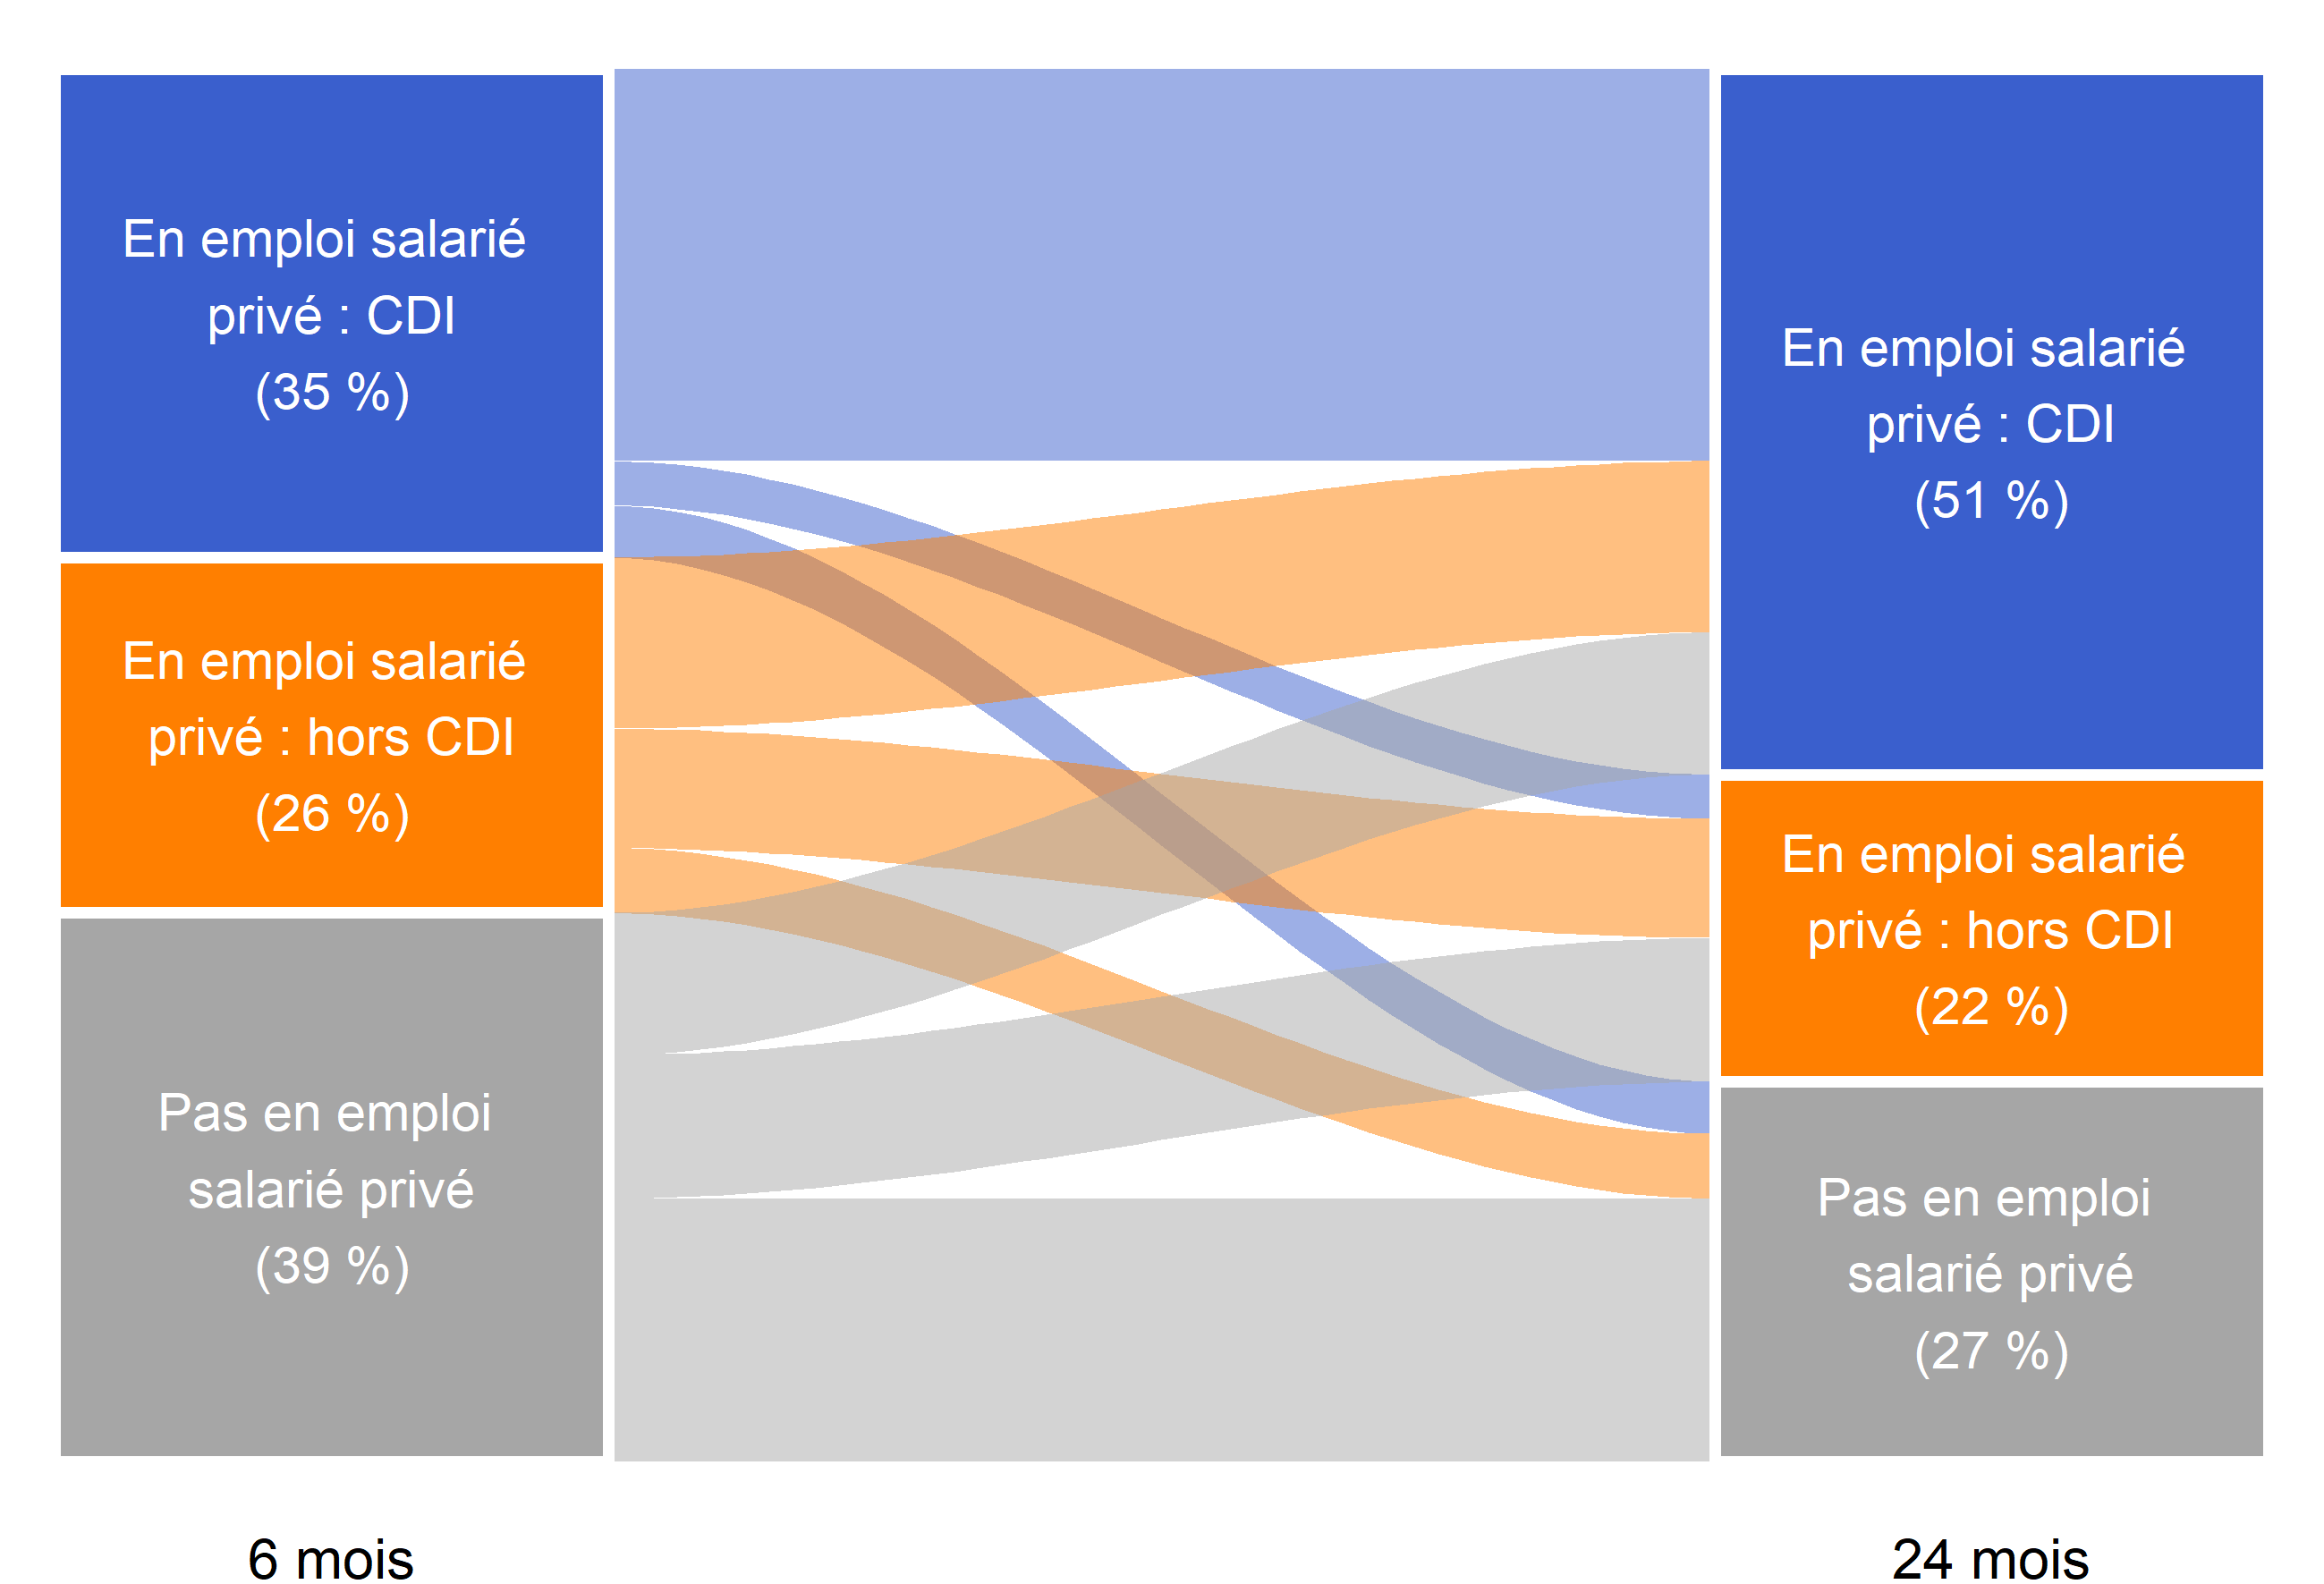 En emploi salarié
privé : CDI
(35 %)
En emploi salarié
privé : hors CDI
(26 %)
Pas en emploi
salarié privé
(39 %)
En emploi salarié
privé : CDI
(51 %)
En emploi salarié
privé : hors CDI
(22 %)
Pas en emploi
salarié privé
(27 %)
6 mois
24 mois